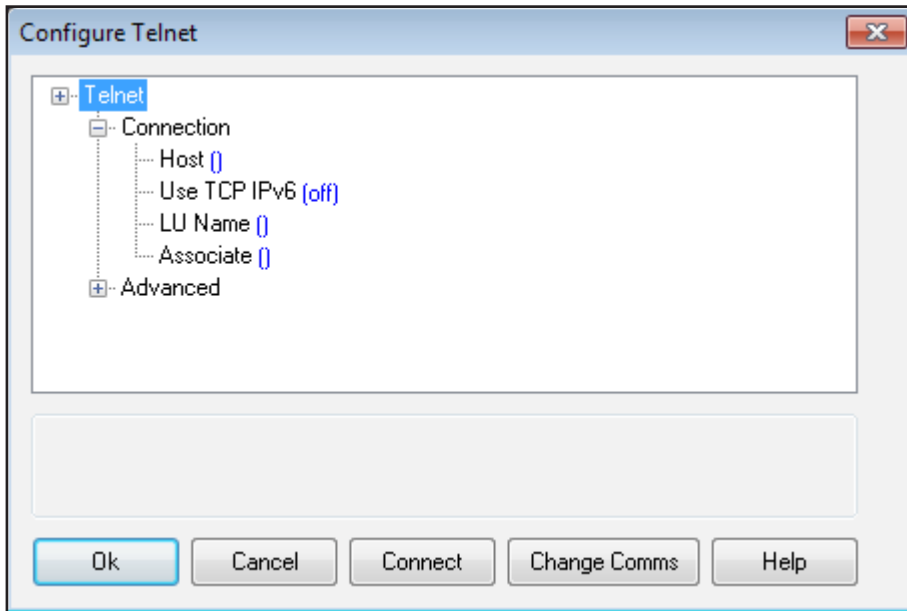 Configure Telnet
Telnet
Connection
Host ()
Use TCP IPv6 (off)
LU Name ()
Associate ()
Advanced
Ok Cancel Connect Change Comms Help